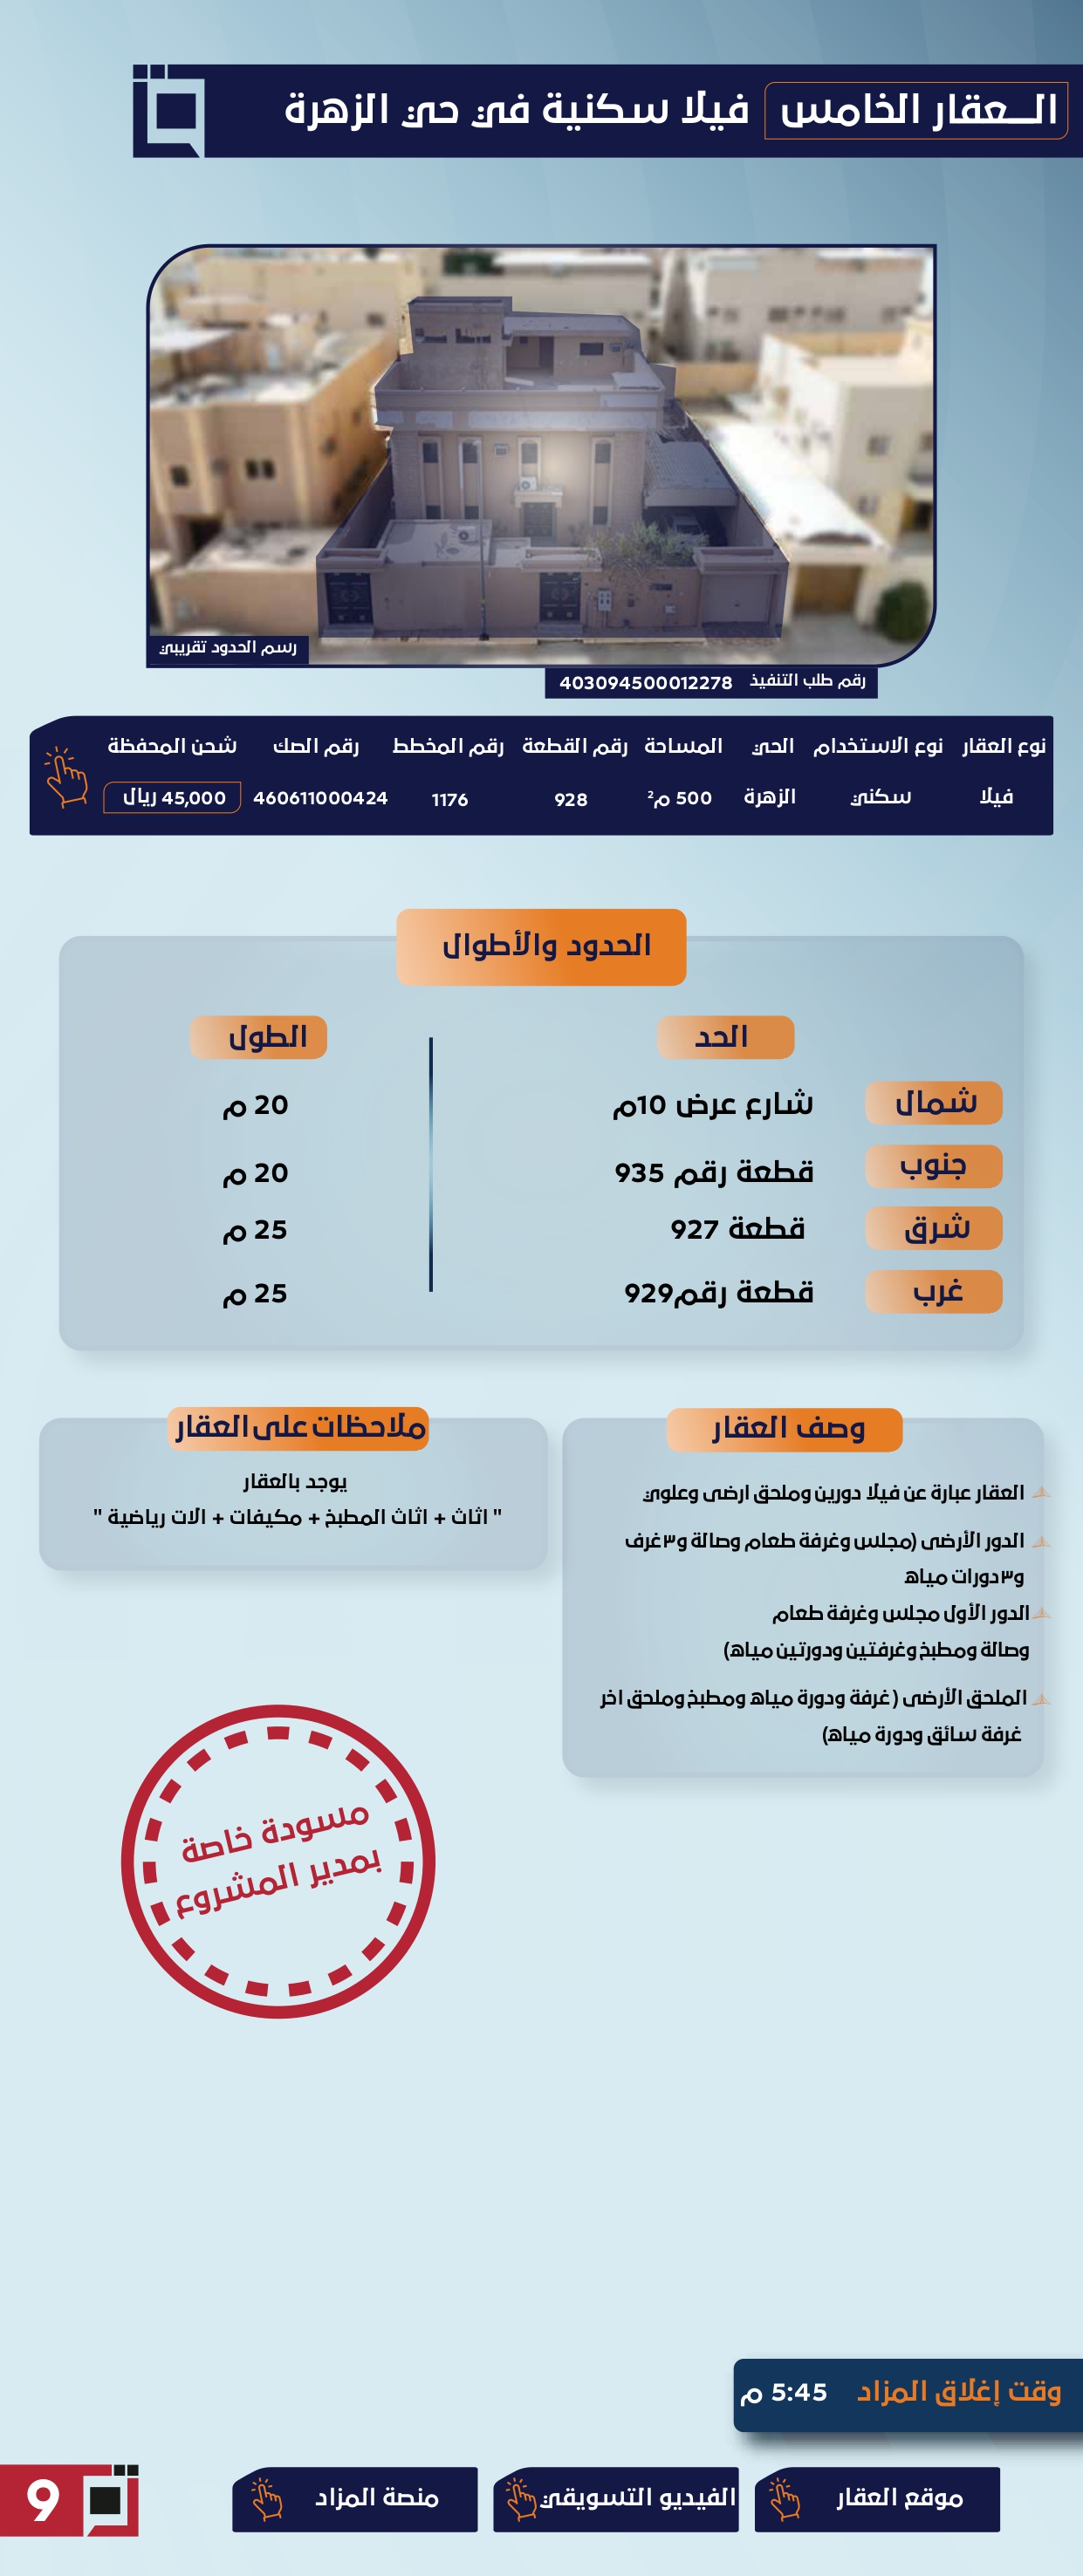 الـــعقار الخامس فيلا سكنية في حي الزهرة
رسم الحدود تقريبي
رقم طلب التنفيذ 403094500012278
نوع العقار نوع الاستخدام الحي المساحة رقم القطعة رقم المخطط رقم الصك شحن المحفظة
فيلا سكني الزهرة 500 م² 928 1176 460611000424 45,000 ريال
الحدود والأطوال
الحد الطول
شمال شارع عرض 10م 20 م
جنوب قطعة رقم 935 20 م
شرق قطعة 927 25 م
غرب قطعة رقم929 25 م
وصف العقار
العقار عبارة عن فيلا دورين وملحق ارضى وعلوي
الدور الأرضى (مجلس وغرفة طعام وصالة و٣غرف
و٣دورات مياه
الدور الأول مجلس وغرفة طعام
وصالة ومطبخ وغرفتين ودورتين مياه)
الملحق الأرضى ( غرفة ودورة مياه ومطبخ وملحق اخر
غرفة سائق ودورة مياه)
ملاحظات على العقار
يوجد بالعقار
" اثاث + اثاث المطبخ + مكيفات + الات رياضية "
مسودة خاصة
بمدير المشروع
وقت إغلاق المزاد 5:45 م
موقع العقار الفيديو التسويقي منصة المزاد
9